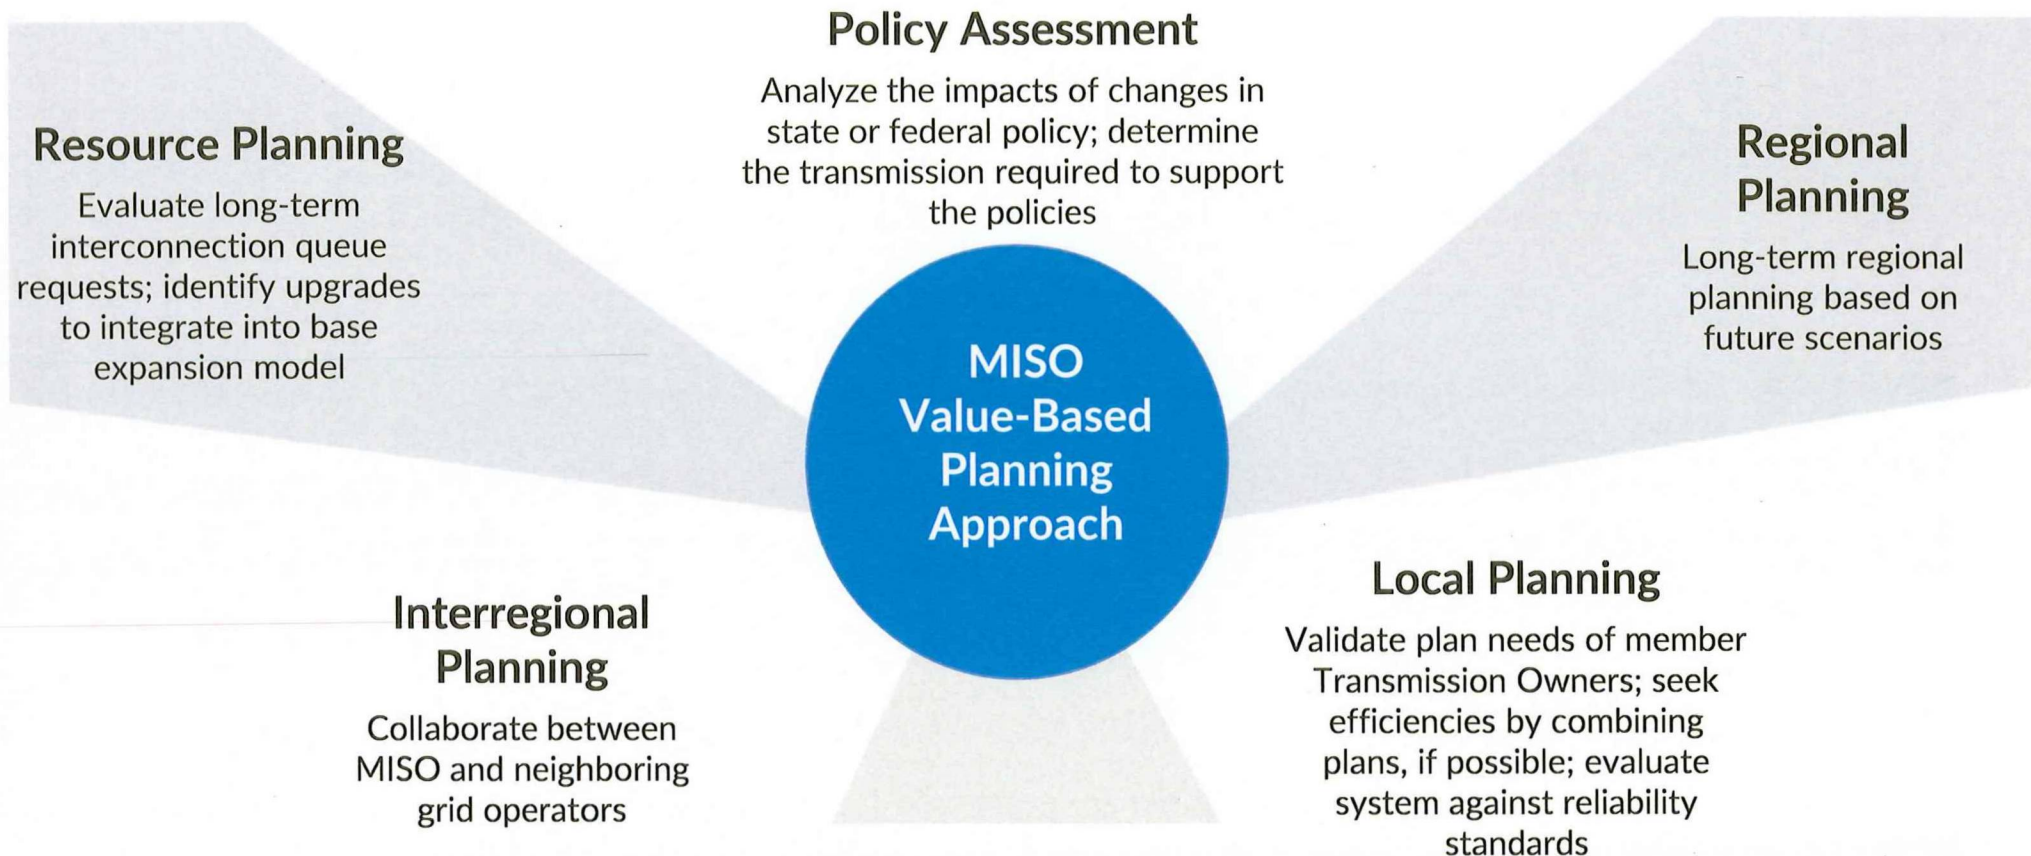 Policy Assessment
Analyze the impacts of changes in
state or federal policy; determine
the transmission required to support
the policies
Resource Planning
Evaluate long-term
interconnection queue
requests; identify upgrades
to integrate into base
expansion model
Regional
Planning
Long-term regional
planning based on
future scenarios
MISO
Value-Based
Planning
Approach
Interregional
Planning
Collaborate between
MISO and neighboring
grid operators
Local Planning
Validate plan needs of member
Transmission Owners; seek
efficiencies by combining
plans, if possible; evaluate
system against reliability
standards